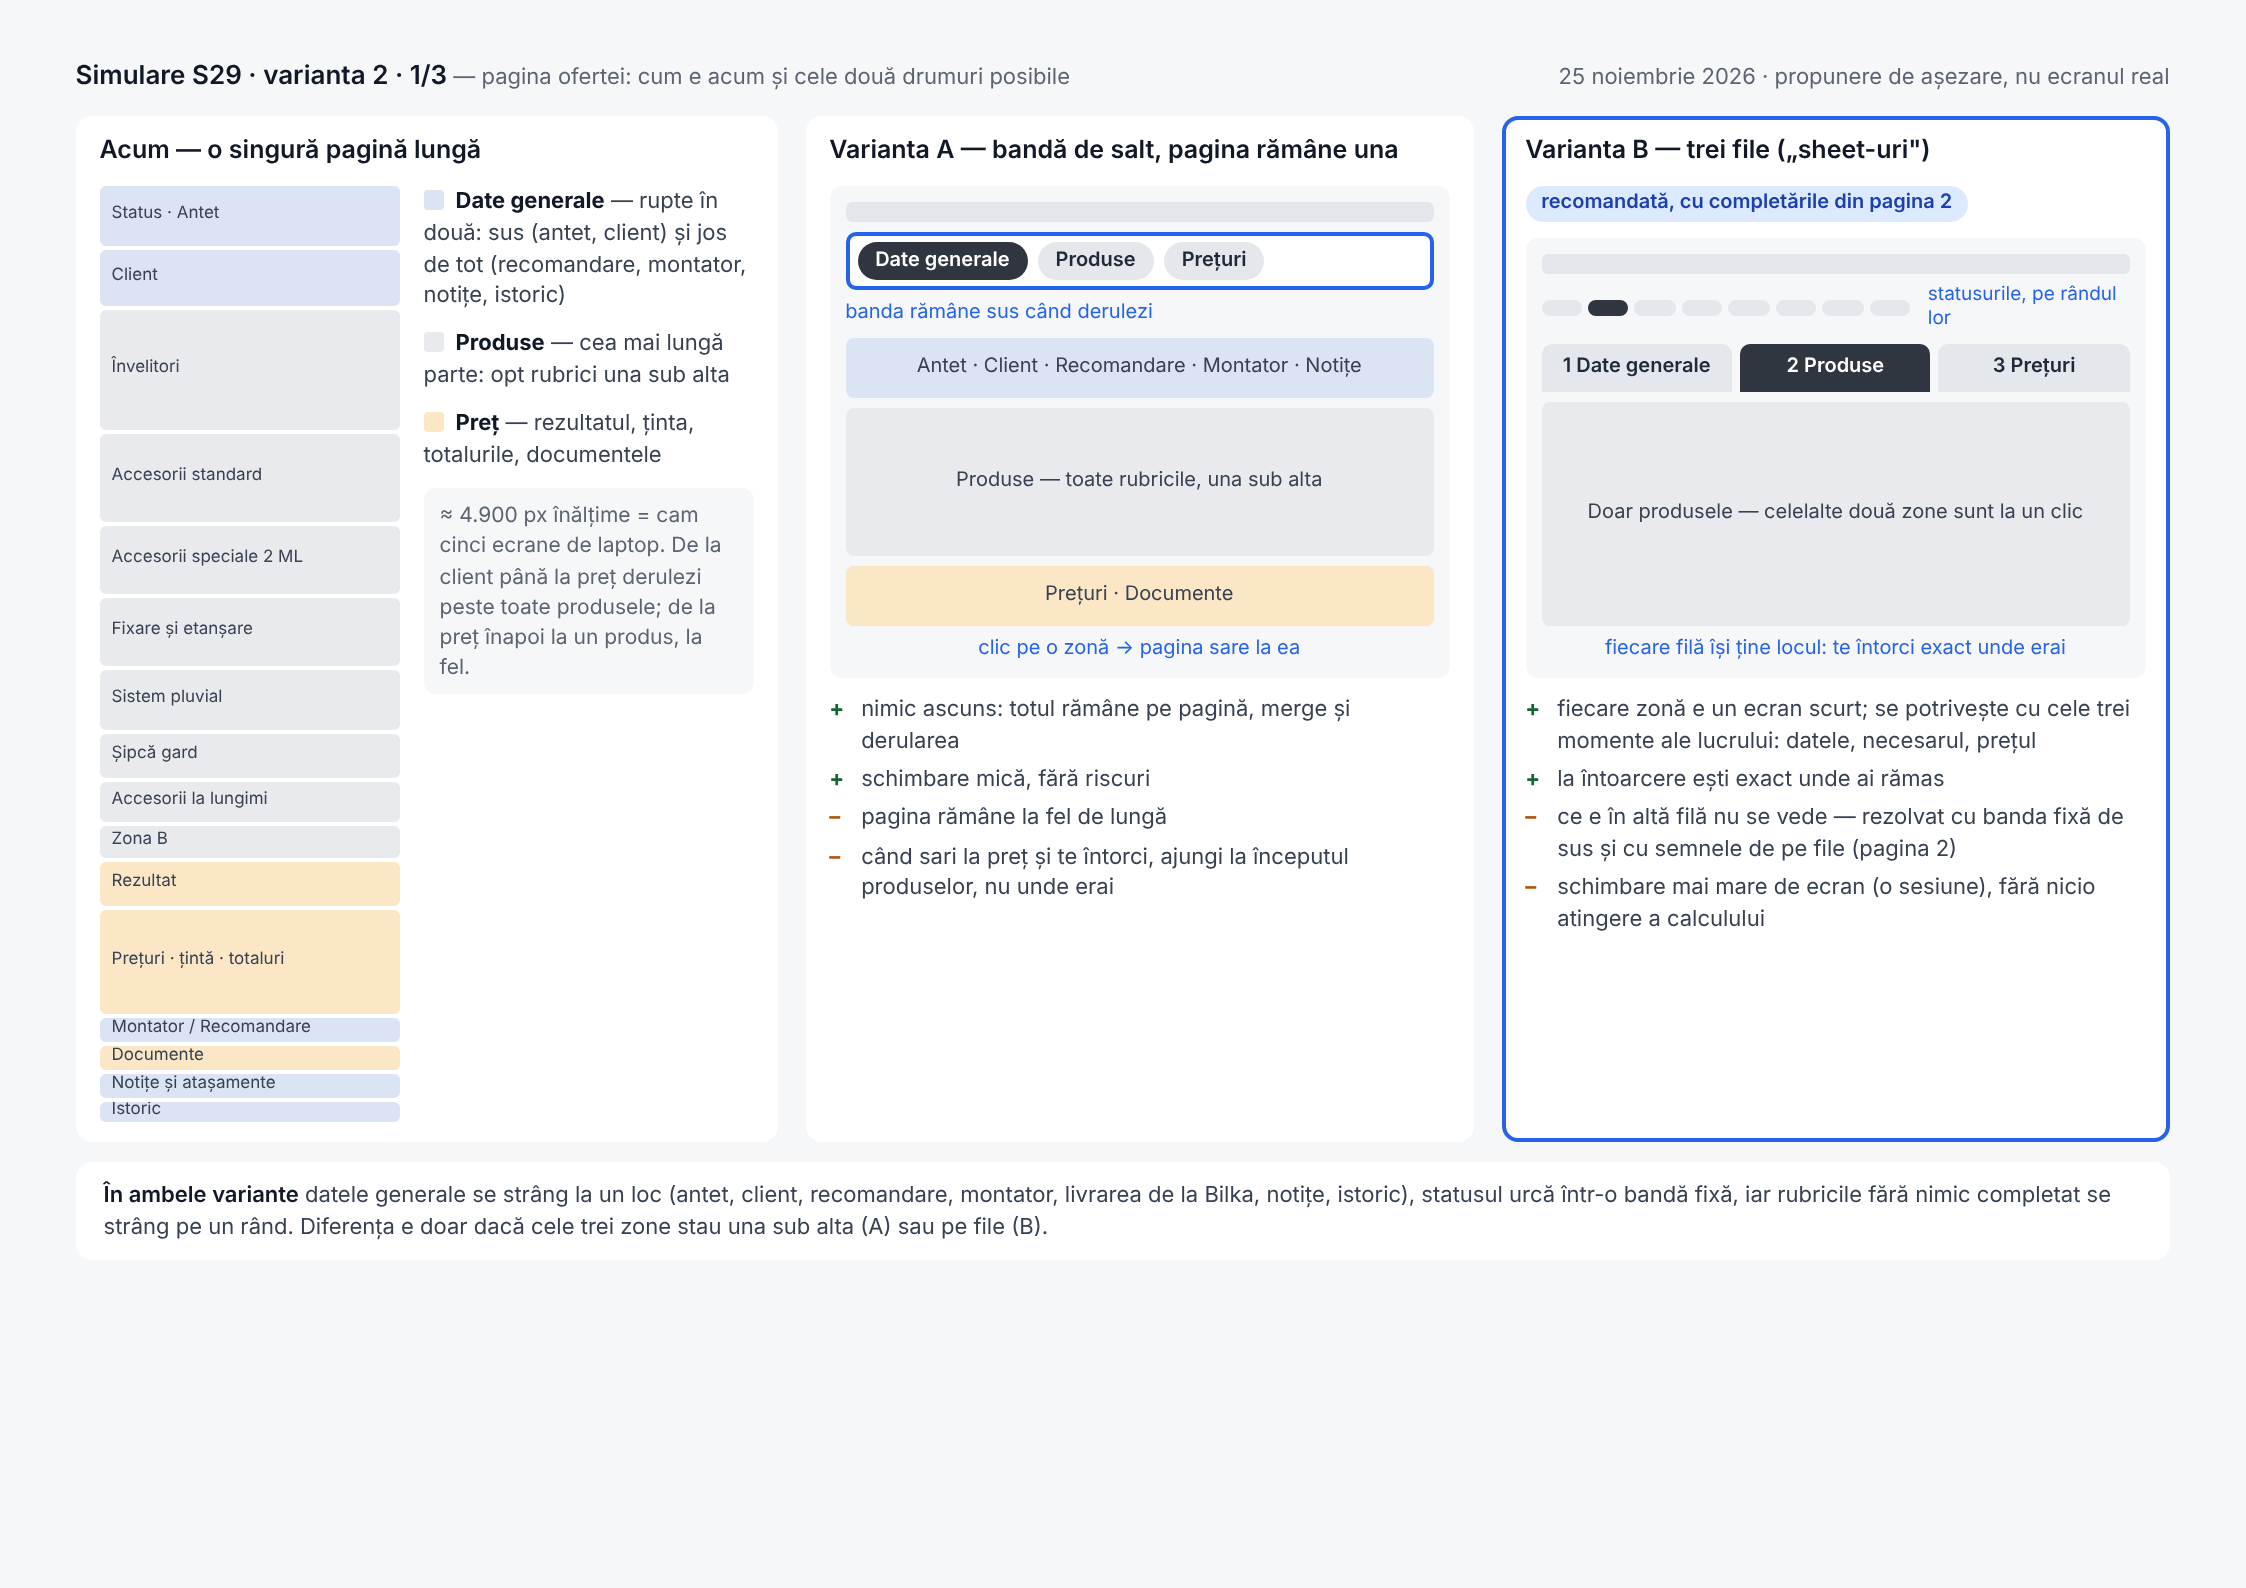 Simulare S29 · varianta 2 · 1/3 — pagina ofertei: cum e acum și cele două drumuri posibile
25 noiembrie 2026 · propunere de așezare, nu ecranul real
Acum — o singură pagină lungă
Status · Antet
Client
Învelitori
Accesorii standard
Accesorii speciale 2 ML
Fixare și etanșare
Sistem pluvial
Șipcă gard
Accesorii la lungimi
Zona B
Rezultat
Prețuri · țintă · totaluri
Montator / Recomandare
Documente
Notițe și atașamente
Istoric
Date generale — rupte în
două: sus (antet, client) și jos
de tot (recomandare, montator,
notițe, istoric)
Produse — cea mai lungă
parte: opt rubrici una sub alta
Preț — rezultatul, ținta,
totalurile, documentele
≈ 4.900 px înălțime = cam
cinci ecrane de laptop. De la
client până la preț derulezi
peste toate produsele; de la
preț înapoi la un produs, la
fel.
Varianta A — bandă de salt, pagina rămâne una
Date generale
Produse
Prețuri
banda rămâne sus când derulezi
Antet · Client · Recomandare · Montator · Notițe
Produse — toate rubricile, una sub alta
Prețuri · Documente
clic pe o zonă → pagina sare la ea
+ nimic ascuns: totul rămâne pe pagină, merge și
derularea
+ schimbare mică, fără riscuri
– pagina rămâne la fel de lungă
– când sari la preț și te întorci, ajungi la începutul
produselor, nu unde erai
Varianta B — trei file („sheet-uri")
recomandată, cu completările din pagina 2
statusurile, pe rândul
lor
1 Date generale
2 Produse
3 Prețuri
Doar produsele — celelalte două zone sunt la un clic
fiecare filă își ține locul: te întorci exact unde erai
+ fiecare zonă e un ecran scurt; se potrivește cu cele trei
momente ale lucrului: datele, necesarul, prețul
+ la întoarcere ești exact unde ai rămas
– ce e în altă filă nu se vede — rezolvat cu banda fixă de
sus și cu semnele de pe file (pagina 2)
– schimbare mai mare de ecran (o sesiune), fără nicio
atingere a calculului
În ambele variante datele generale se strâng la un loc (antet, client, recomandare, montator, livrarea de la Bilka, notițe, istoric), statusul urcă într-o bandă fixă, iar rubricile fără nimic completat se
strâng pe un rând. Diferența e doar dacă cele trei zone stau una sub alta (A) sau pe file (B).